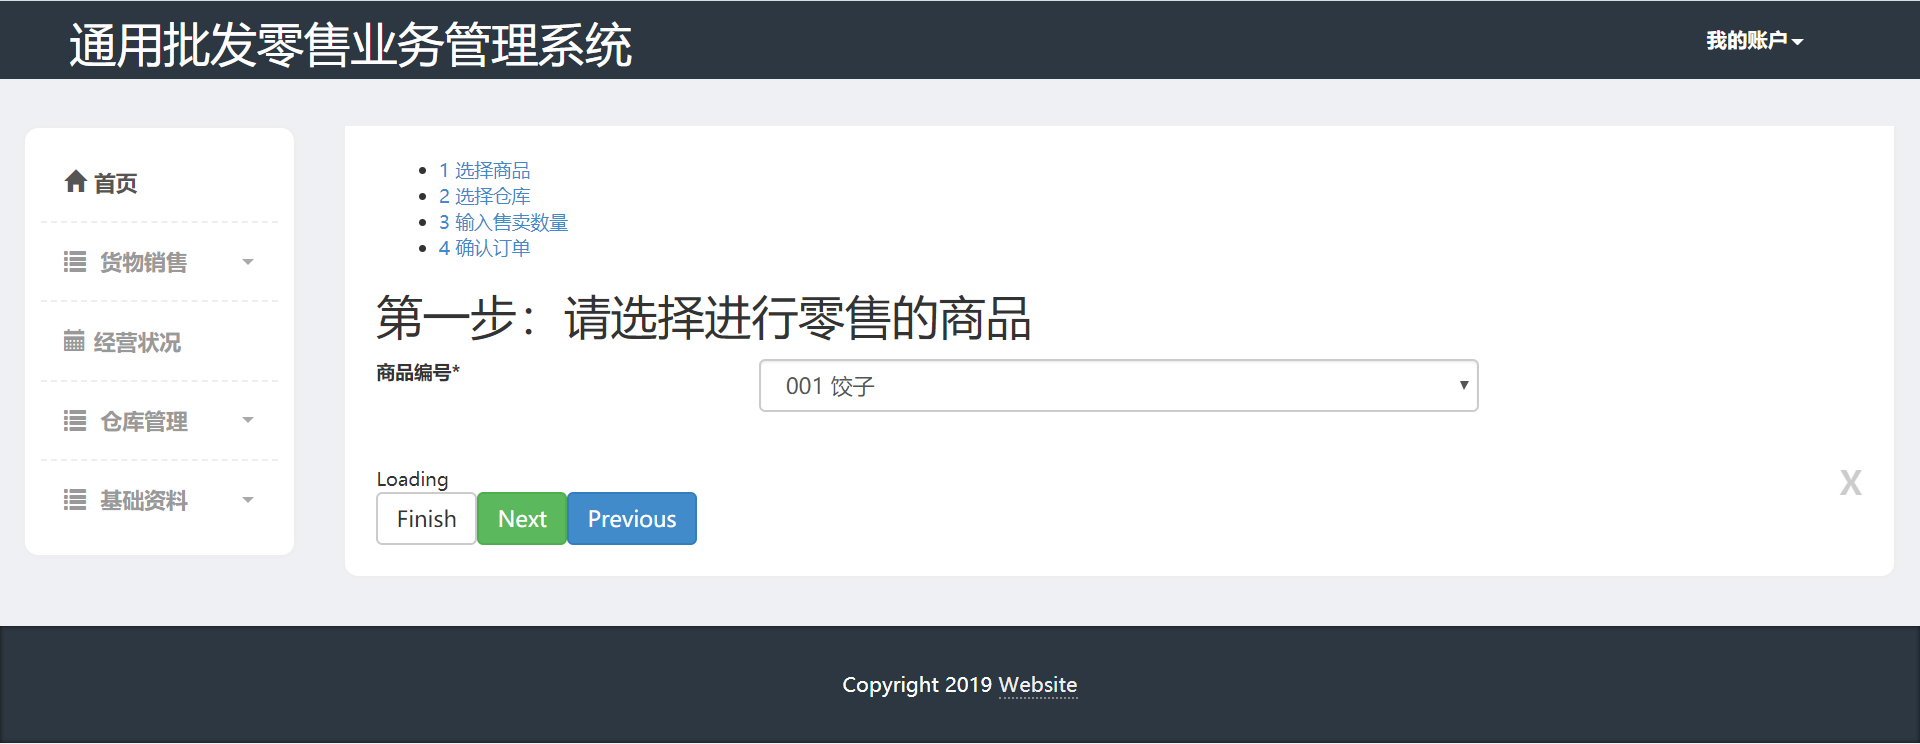 通用批发零售业务管理系统
我的账户
首页
货物销售
经营状况
仓库管理
基础资料
1 选择商品
2 选择仓库
3 输入售卖数量
4 确认订单
第一步：请选择进行零售的商品
商品编号*
001 饺子
Loading
X
Finish Next Previous
Copyright 2019 Website